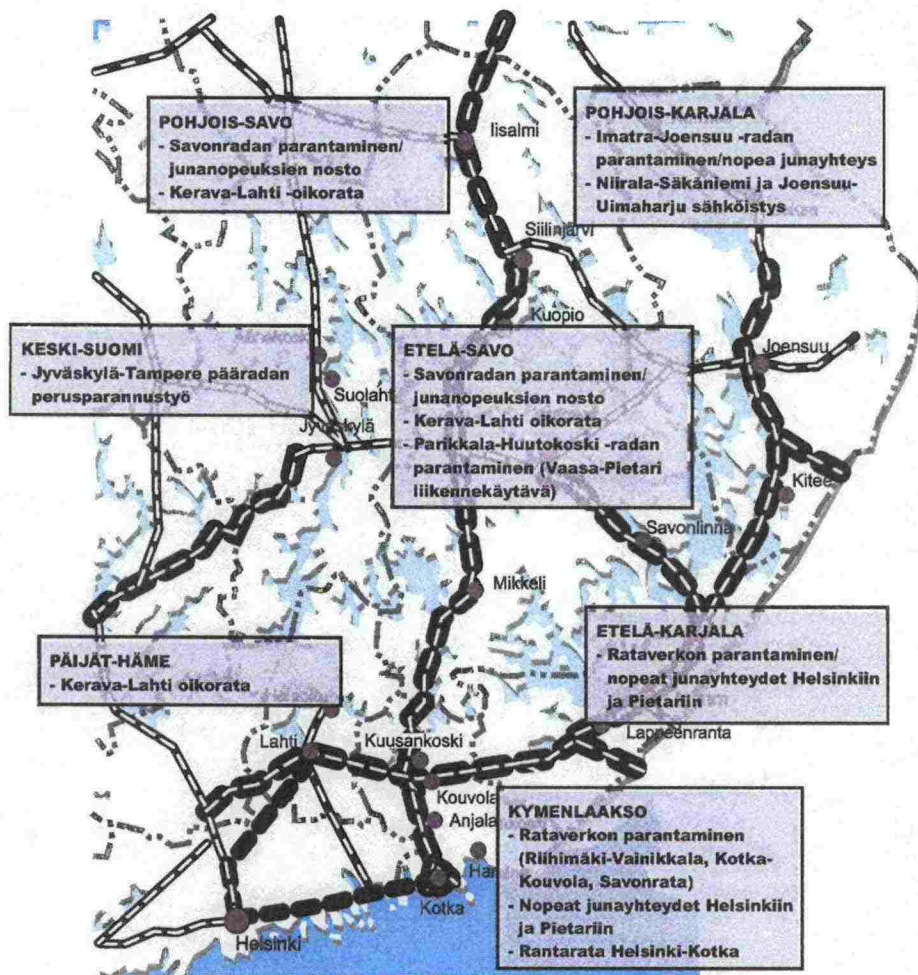 POHJOIS-SAVO
- Savonradan parantaminen/
junanopeuksien nosto
- Kerava-Lahti -oikorata
Iisalmi
POHJOIS-KARJALA
- Imatra-Joensuu -radan
parantaminen/nopea junayhteys
- Niirala-Säkäniemi ja Joensuu-
Uimaharju sähköistys
Siilinjärvi
Kuopio
KESKI-SUOMI
- Jyväskylä-Tampere pääradan
perusparannustyö
Suolaht
Jyväskylä
ETELÄ-SAVO
- Savonradan parantaminen/
junanopeuksien nosto
- Kerava-Lahti oikorata
- Parikkala-Huutokoski -radan
parantaminen (Vaasa-Pietari
liikennekäytävä)
Joensuu
Kitee
Savonlinna
Mikkeli
PÄIJÄT-HÄME
- Kerava-Lahti oikorata
ETELÄ-KARJALA
- Rataverkon parantaminen/
nopeat junayhteydet Helsinkiin
ja Pietariin
Lappeenranta
Lahti
Kuusankoski
Kouvola
Anjala
Kotka
Helsinki
KYMENLAAKSO
- Rataverkon parantaminen
(Riihimäki-Vainikkala, Kotka-
Kouvola, Savonrata)
- Nopeat junayhteydet Helsinkiin
ja Pietariin
- Rantarata Helsinki-Kotka